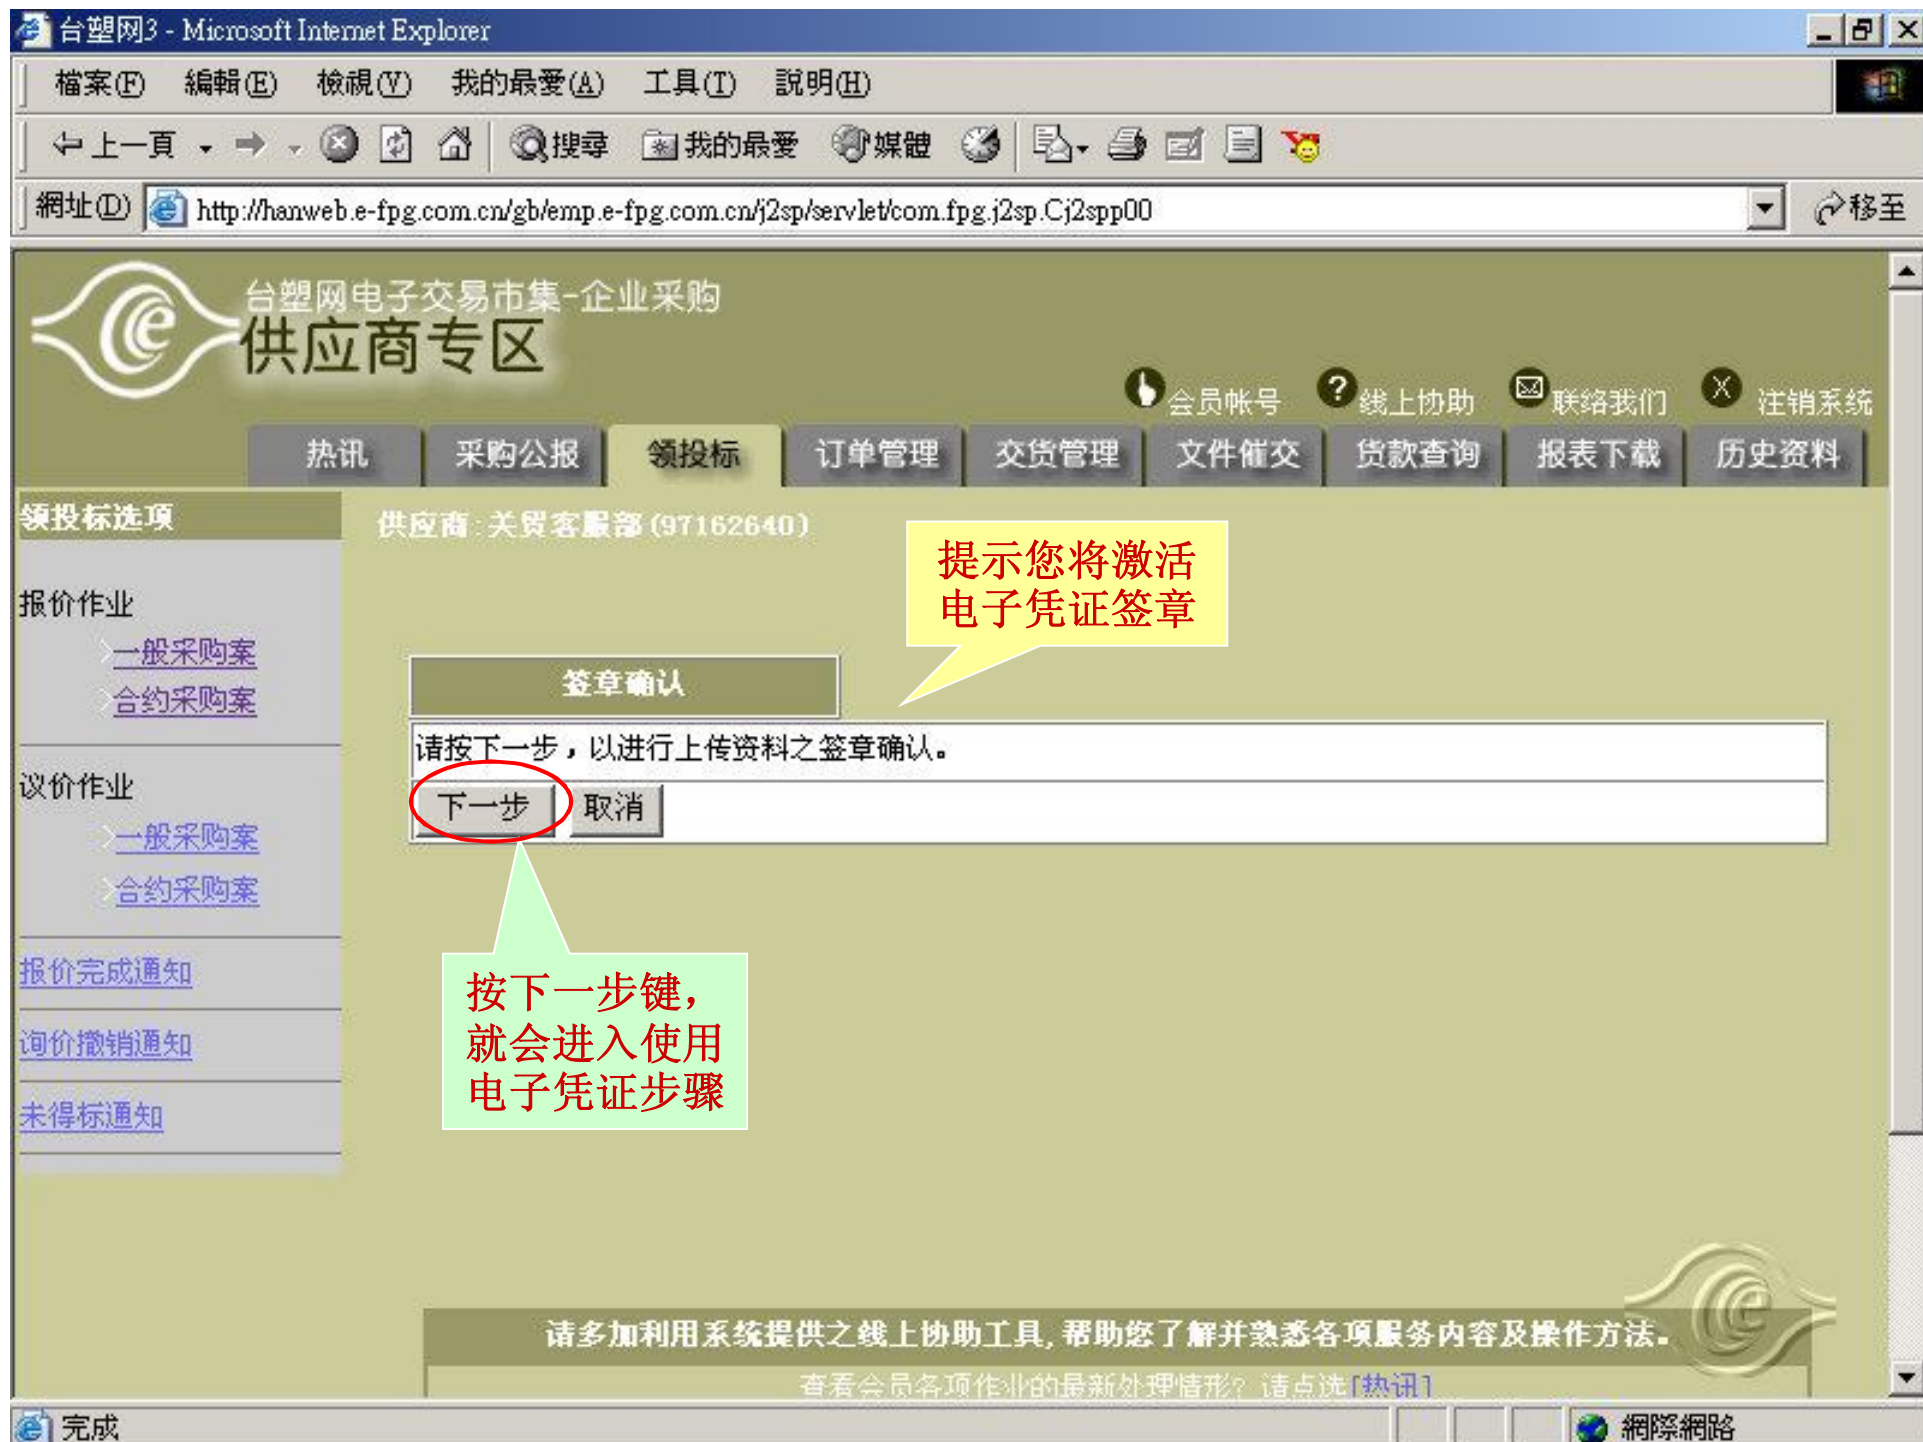 台塑网3 - Microsoft Internet Explorer
檔案(F) 編輯(E) 檢視(V) 我的最愛(A) 工具(T) 説明(H)
上一頁 搜尋 我的最愛 媒體
網址(D) http://hanweb.e-fpg.com.cn/gb/emp.e-fpg.com.cn/j2sp/servlet/com.fpg.j2sp.Cj2spp00 移至
台塑网电子交易市集-企业采购
供应商专区
会员帐号 线上协助 联络我们 注销系统
热讯 采购公报 领投标 订单管理 交货管理 文件催交 货款查询 报表下载 历史资料
领投标选项
供应商:关贸客服部(97162640)
提示您将激活
电子凭证签章
报价作业
一般采购案
合约采购案
签章确认
请按下一步，以进行上传资料之签章确认。
下一步 取消
议价作业
一般采购案
合约采购案
报价完成通知
询价撤销通知
未得标通知
按下一步键，
就会进入使用
电子凭证步骤
请多加利用系统提供之线上协助工具,帮助您了解并熟悉各项服务内容及操作方法。
查看会员各项作业的最新处理情形? 请点选[热讯]
完成 網際網路